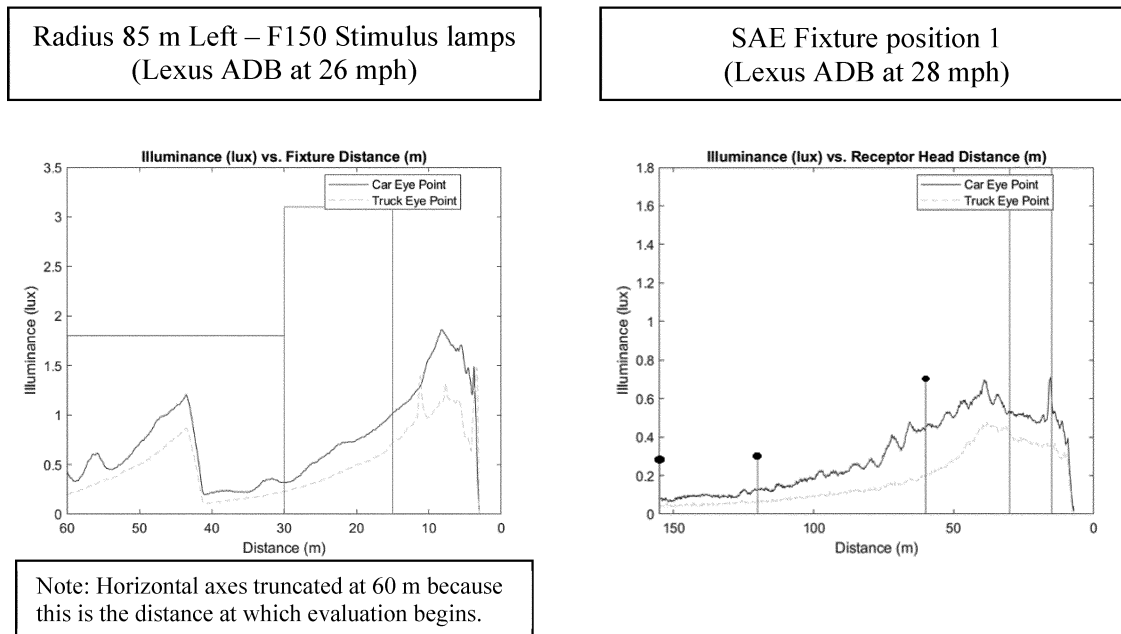 Radius 85 m Left – F150 Stimulus lamps
(Lexus ADB at 26 mph)
SAE Fixture position 1
(Lexus ADB at 28 mph)
Illuminance (lux) vs. Fixture Distance (m)
Car Eye Point
Truck Eye Point
3.5
3
2.5
2
1.5
1
0.5
0
Illuminance (lux)
60
50
40
30
20
10
0
Distance (m)
Note: Horizontal axes truncated at 60 m because
this is the distance at which evaluation begins.
Illuminance (lux) vs. Receptor Head Distance (m)
Car Eye Point
Truck Eye Point
1.8
1.6
1.4
1.2
1
0.8
0.6
0.4
0.2
0
Illuminance (lux)
150
100
50
0
Distance (m)